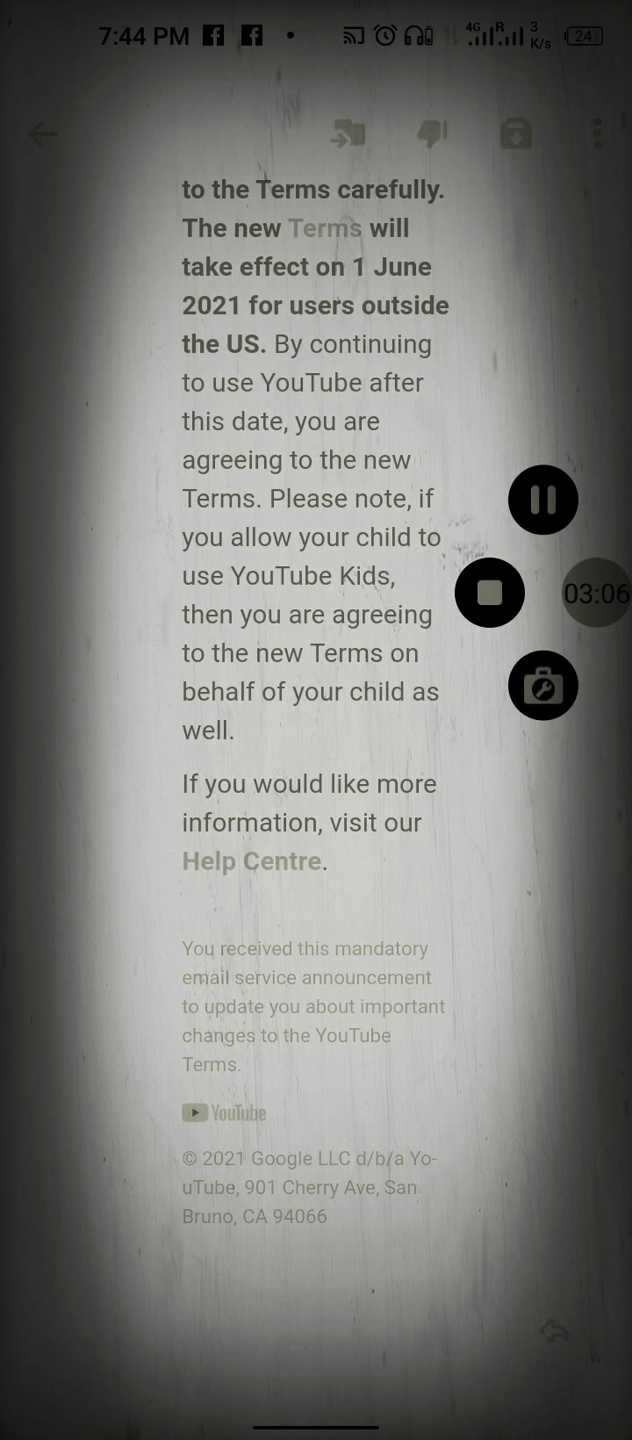 7:44 PM
4G R 3 K/s 24
to the Terms carefully.
The new Terms will
take effect on 1 June
2021 for users outside
the US. By continuing
to use YouTube after
this date, you are
agreeing to the new
Terms. Please note, if
you allow your child to
use YouTube Kids,
then you are agreeing
to the new Terms on
behalf of your child as
well.
03:06
If you would like more
information, visit our
Help Centre.
You received this mandatory
email service announcement
to update you about important
changes to the YouTube
Terms.
YouTube
© 2021 Google LLC d/b/a Yo-
uTube, 901 Cherry Ave, San
Bruno, CA 94066